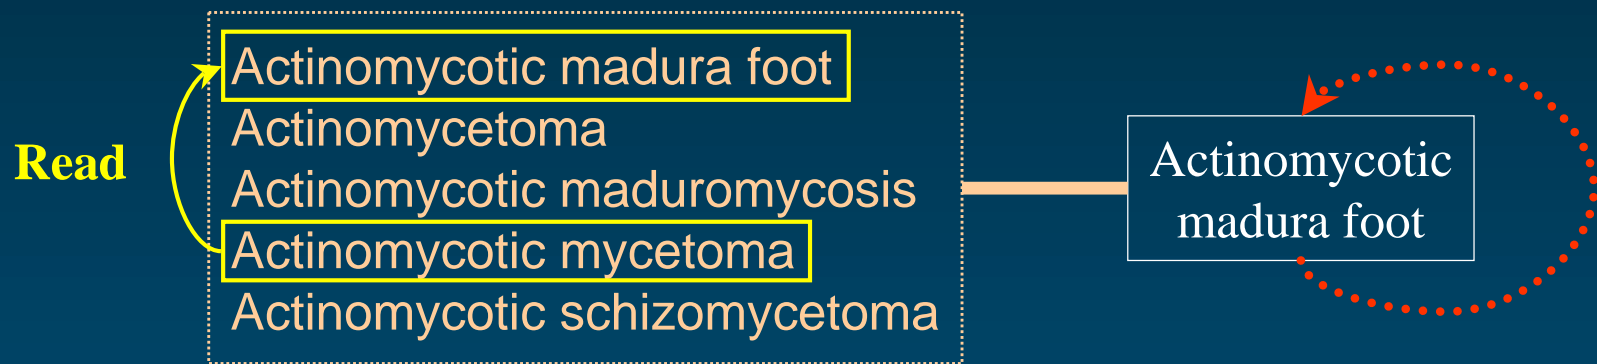 Read
Actinomycotic madura foot
Actinomycetoma
Actinomycotic maduromycosis
Actinomycotic mycetoma
Actinomycotic schizomycetoma
Actinomycotic
madura foot